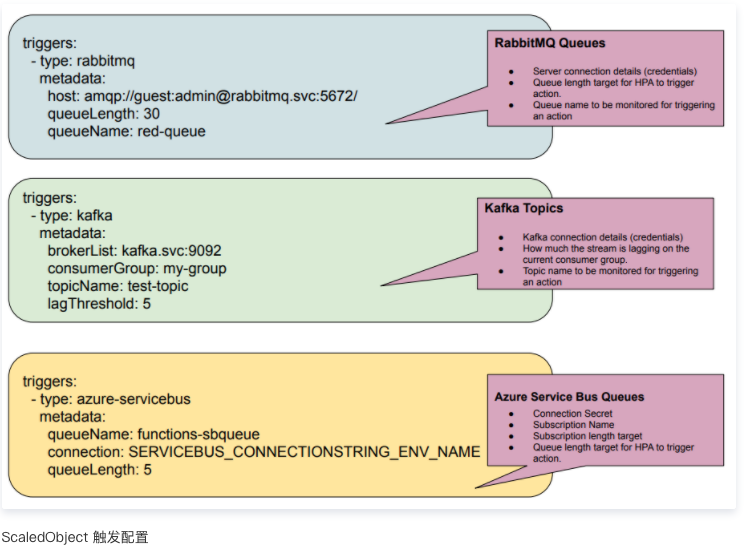 triggers:
- type: rabbitmq
metadata:
host: amqp://guest:admin@rabbitmq.svc:5672/
queueLength: 30
queueName: red-queue
RabbitMQ Queues
● Server connection details (credentials)
● Queue length target for HPA to trigger
action.
● Queue name to be monitored for triggering
an action
triggers:
- type: kafka
metadata:
brokerList: kafka.svc:9092
consumerGroup: my-group
topicName: test-topic
lagThreshold: 5
Kafka Topics
● Kafka connection details (credentials)
● How much the stream is lagging on the
current consumer group.
● Topic name to be monitored for triggering
an action
triggers:
- type: azure-servicebus
metadata:
queueName: functions-sbqueue
connection: SERVICEBUS_CONNECTIONSTRING_ENV_NAME
queueLength: 5
Azure Service Bus Queues
● Connection Secret
● Subscription Name
● Subscription length target
● Queue length target for HPA to trigger
action.
ScaledObject 触发配置